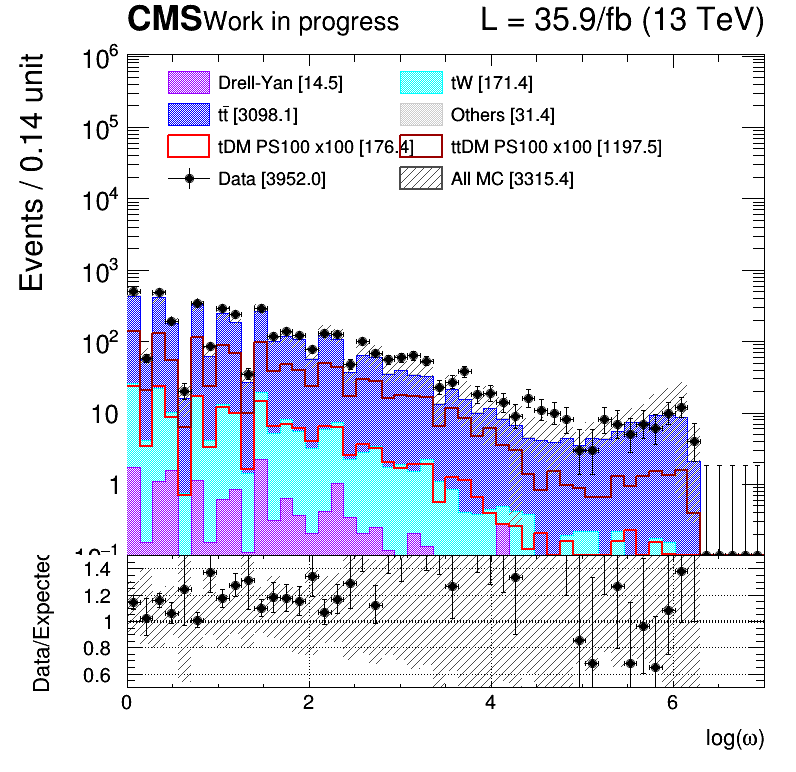 CMS Work in progress L = 35.9/fb (13 TeV)
Events / 0.14 unit
10⁶
10⁵
10⁴
10³
10²
10
1
10⁻¹
Drell-Yan [14.5] tW [171.4]
tt̄ [3098.1] Others [31.4]
tDM PS100 x100 [176.4] ttDM PS100 x100 [1197.5]
Data [3952.0] All MC [3315.4]
Data/Expected
1.4
1.2
1
0.8
0.6
0 2 4 6
log(ω)